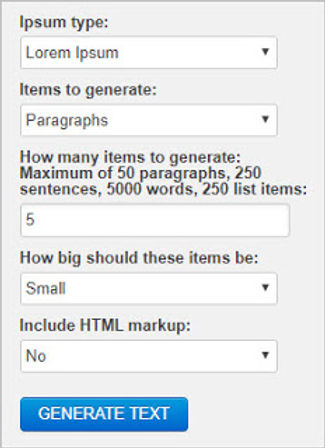 Ipsum type:
Lorem Ipsum
Items to generate:
Paragraphs
How many items to generate:
Maximum of 50 paragraphs, 250
sentences, 5000 words, 250 list items:
5
How big should these items be:
Small
Include HTML markup:
No
GENERATE TEXT